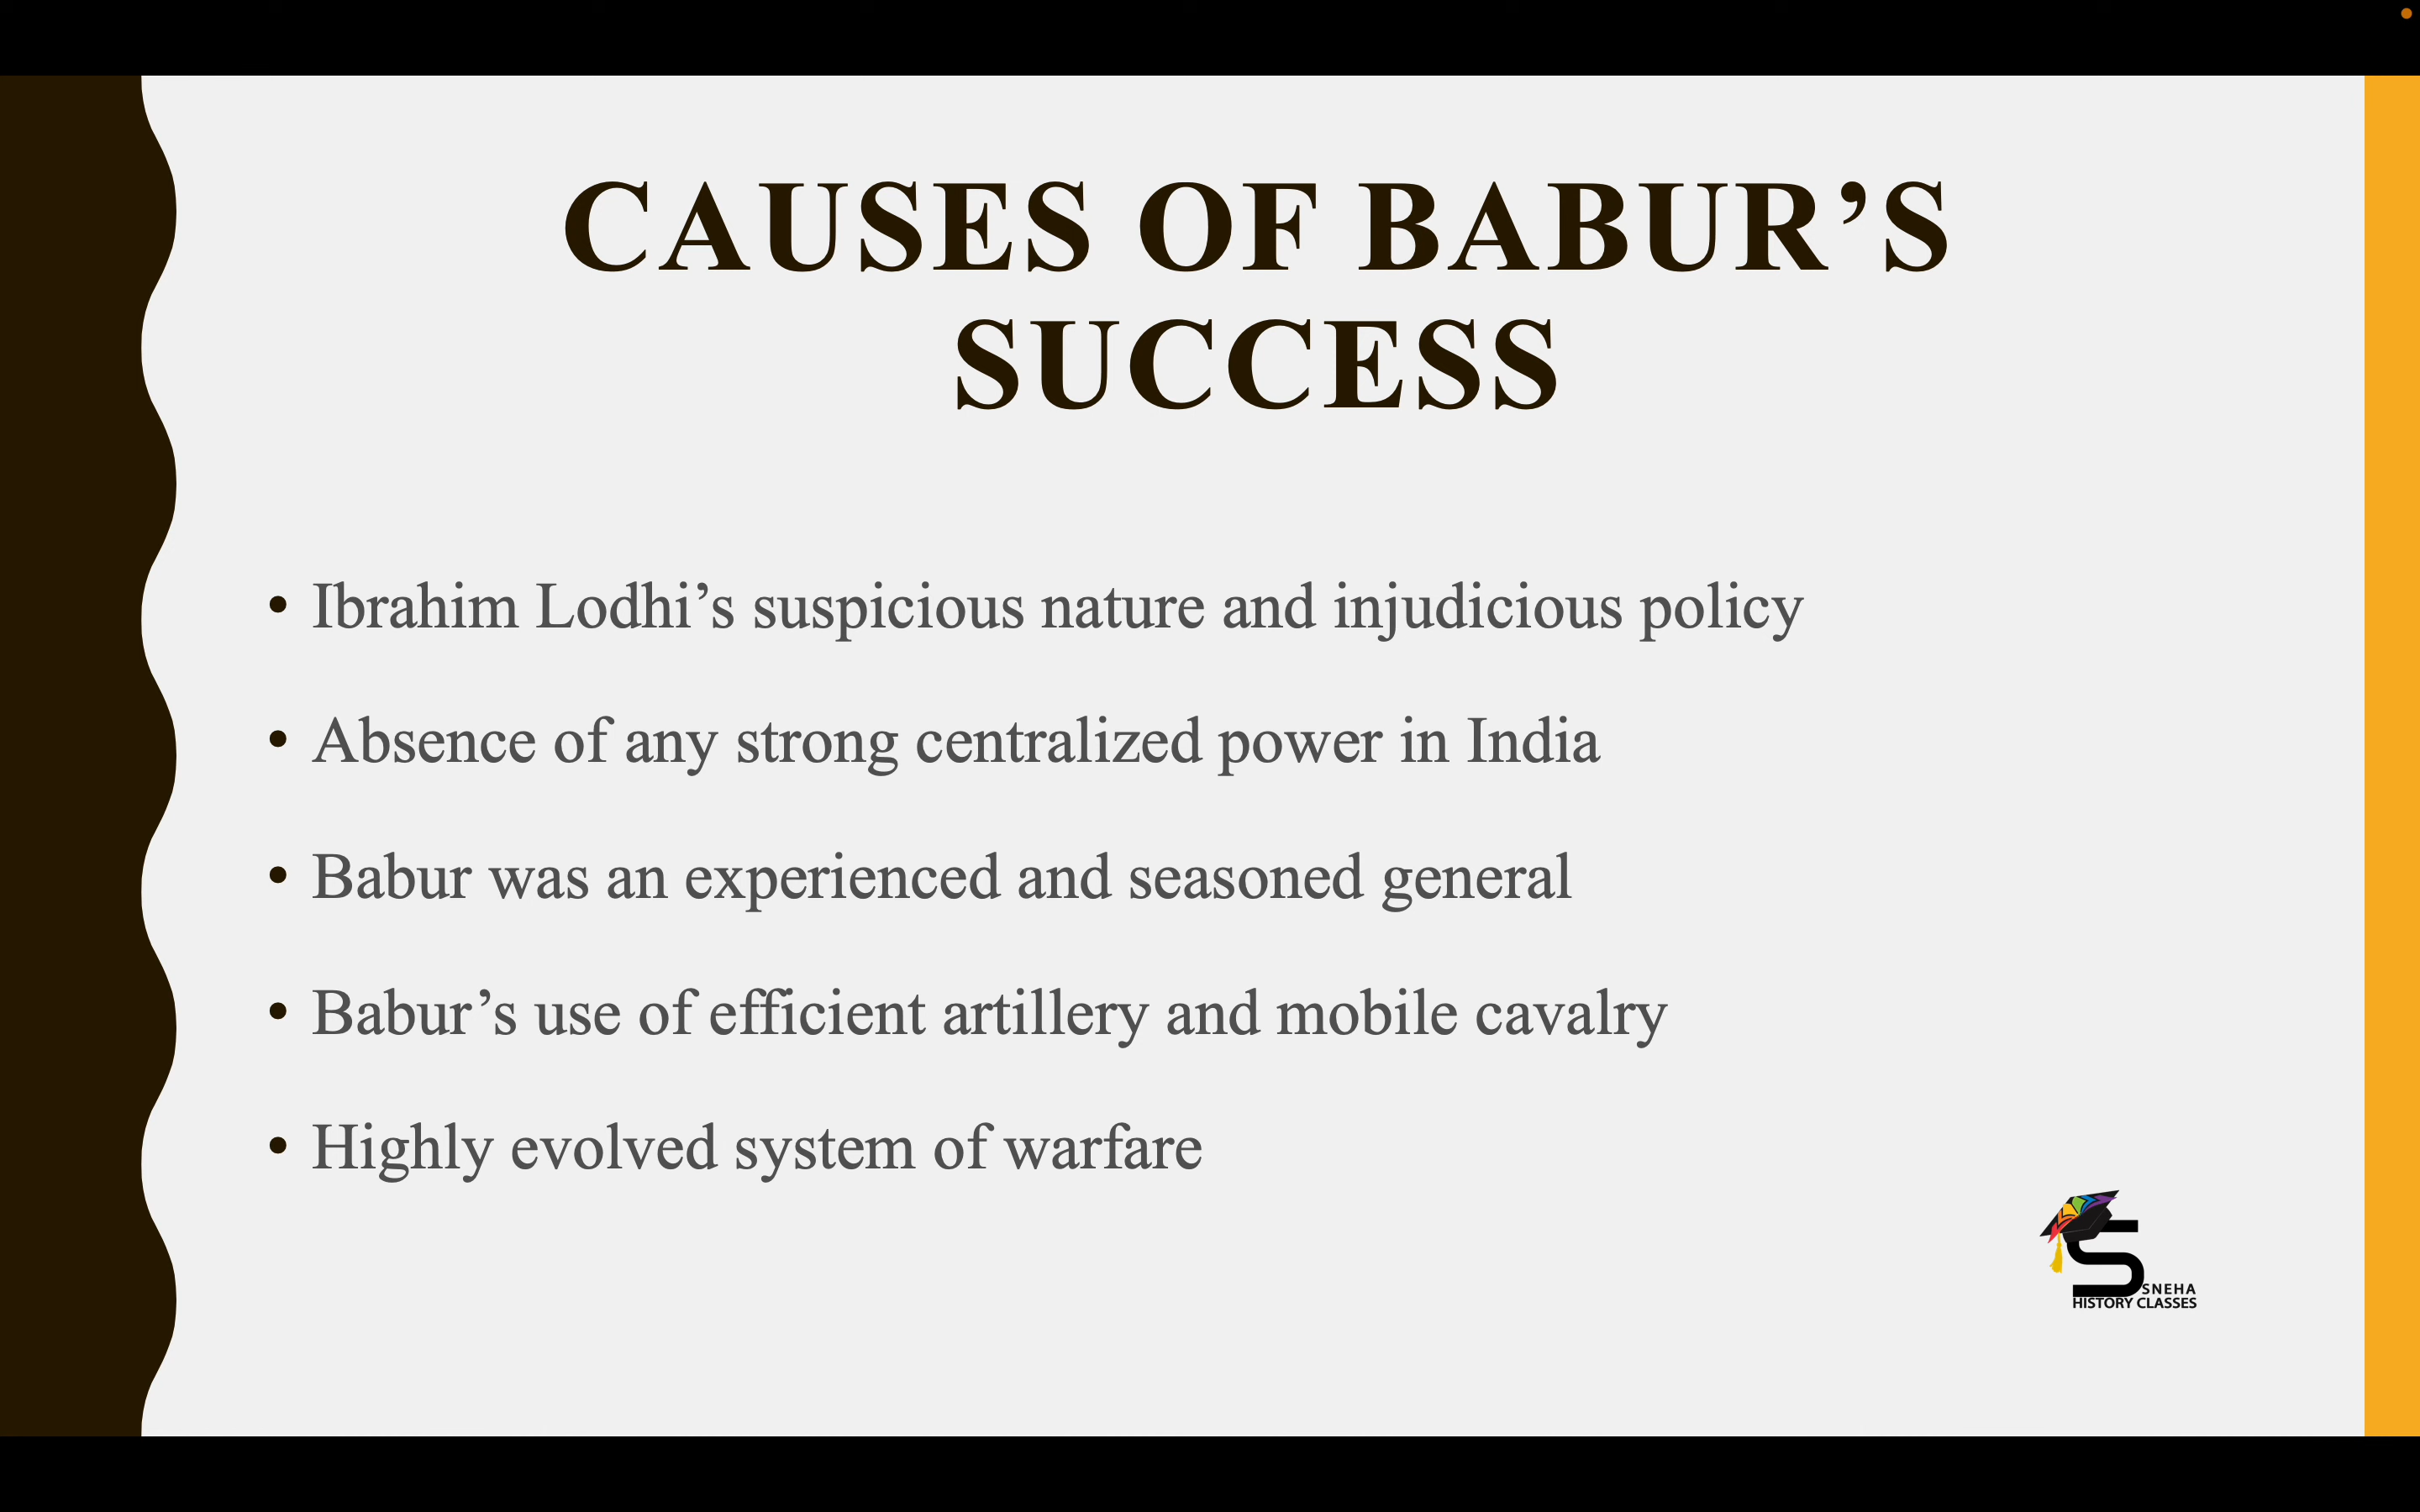 CAUSES OF BABUR’S
SUCCESS
• Ibrahim Lodhi’s suspicious nature and injudicious policy
• Absence of any strong centralized power in India
• Babur was an experienced and seasoned general
• Babur’s use of efficient artillery and mobile cavalry
• Highly evolved system of warfare
S
SNEHA
HISTORY CLASSES